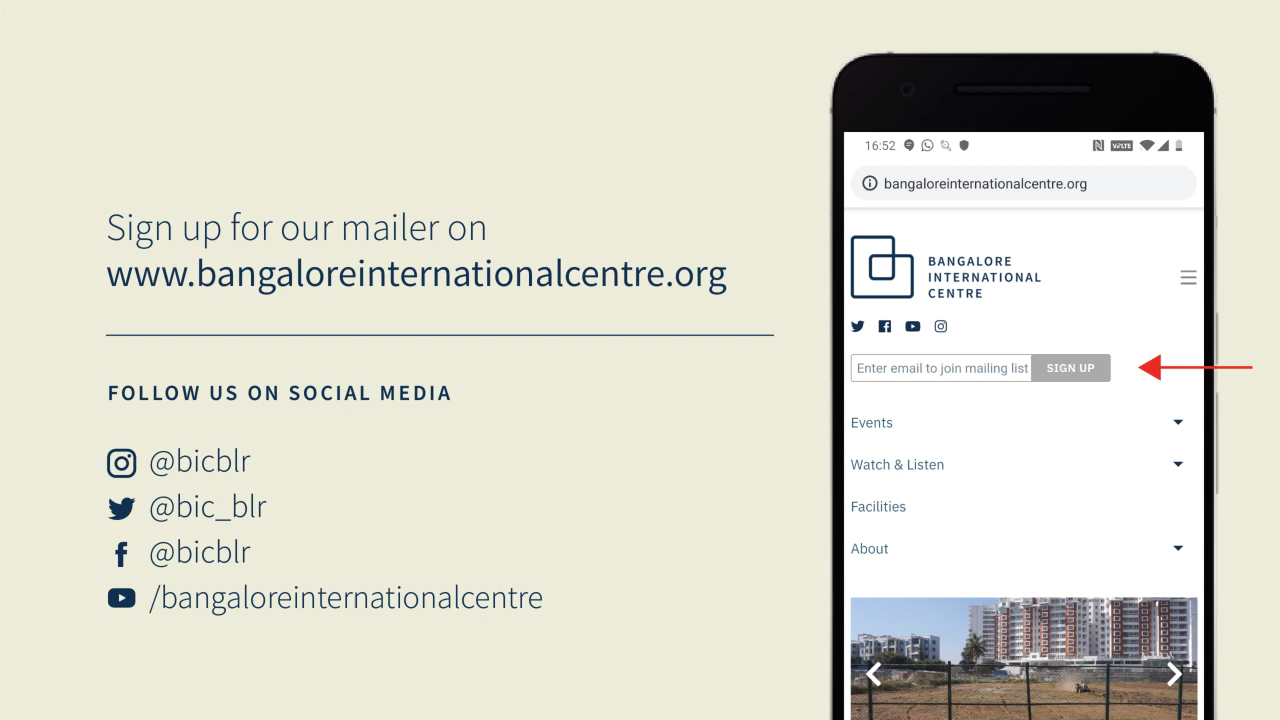 Sign up for our mailer on
www.bangaloreinternationalcentre.org
FOLLOW US ON SOCIAL MEDIA
@bicblr
@bic_blr
@bicblr
/bangaloreinternationalcentre
16:52
VoLTE
bangaloreinternationalcentre.org
BANGALORE
INTERNATIONAL
CENTRE
Enter email to join mailing list SIGN UP
Events
Watch & Listen
Facilities
About